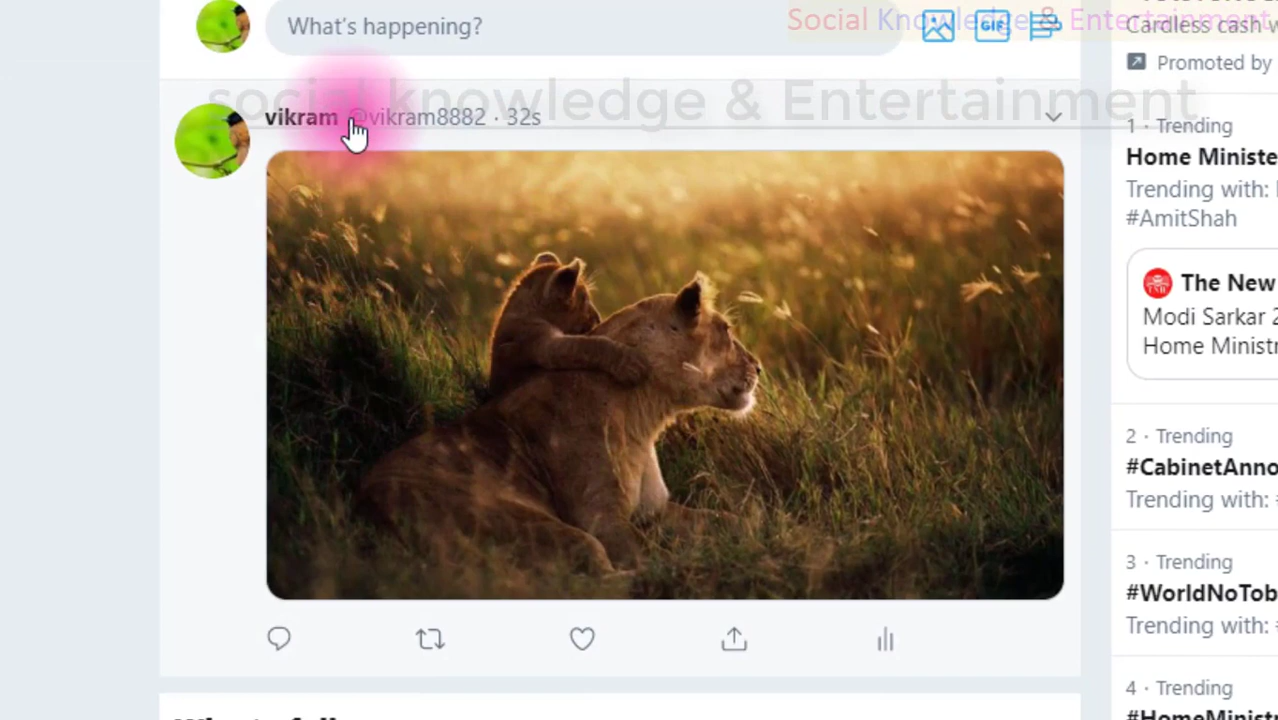 What's happening?
GIF
Social Knowledge & Entertainment
Cardless cash w
Promoted by
social knowledge & Entertainment
vikram @vikram8882 · 32s
1 · Trending
Home Ministe
Trending with:
#AmitShah
The New
Modi Sarkar 2
Home Ministr
2 · Trending
#CabinetAnno
Trending with: #
3 · Trending
#WorldNoTob
Trending with: #
4 · Trending